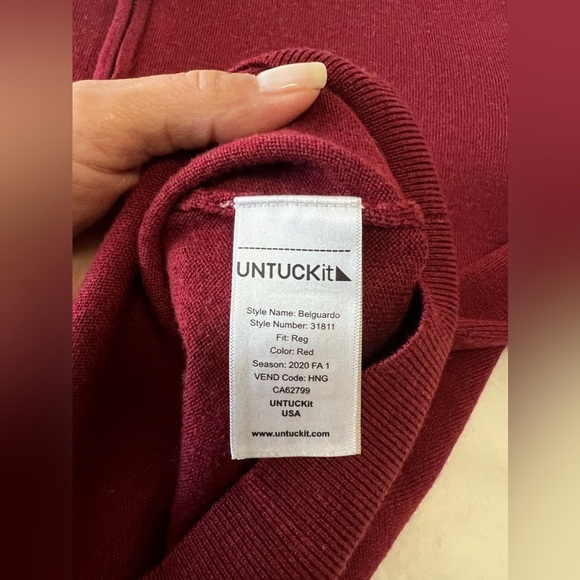 UNTUCKit
Style Name: Belguardo
Style Number: 31811
Fit: Reg
Color: Red
Season: 2020 FA 1
VEND Code: HNG
CA62799
UNTUCKit
USA
www.untuckit.com